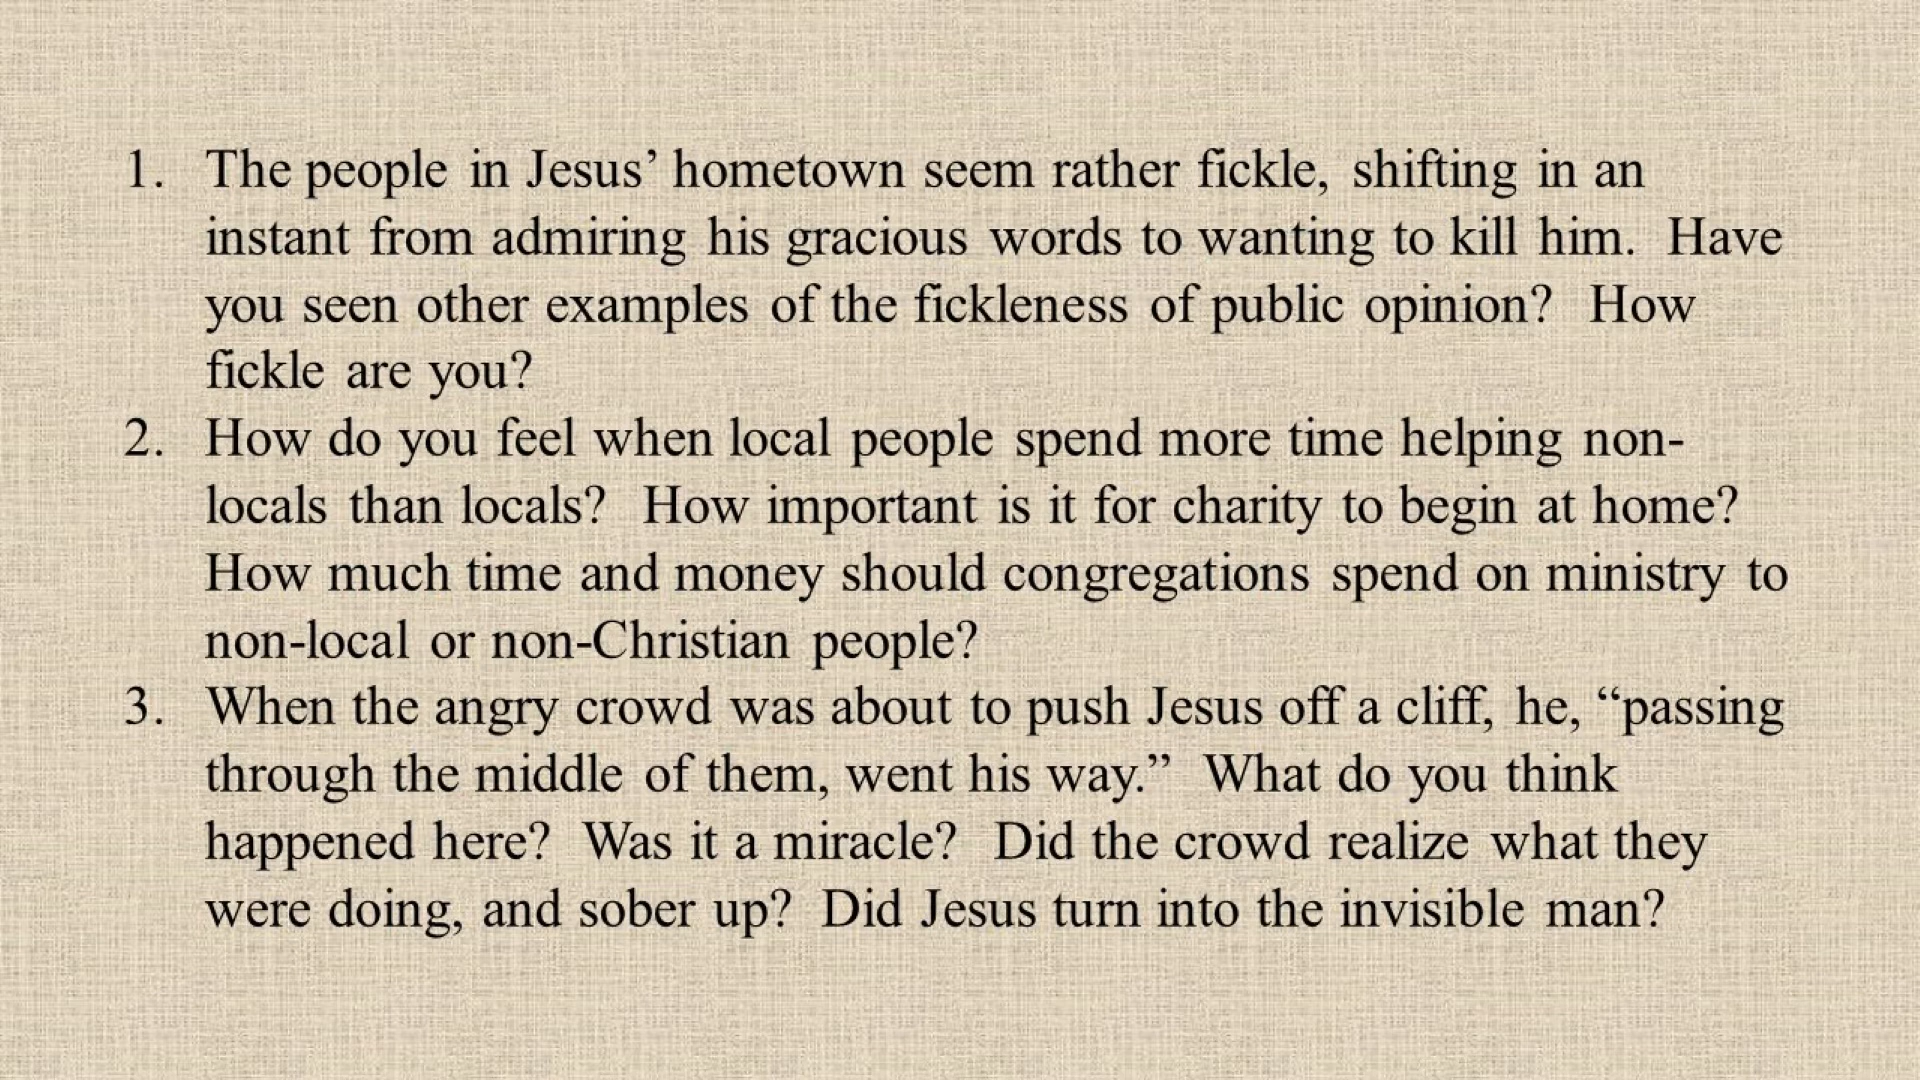 1. The people in Jesus’ hometown seem rather fickle, shifting in an
instant from admiring his gracious words to wanting to kill him. Have
you seen other examples of the fickleness of public opinion? How
fickle are you?
2. How do you feel when local people spend more time helping non-
locals than locals? How important is it for charity to begin at home?
How much time and money should congregations spend on ministry to
non-local or non-Christian people?
3. When the angry crowd was about to push Jesus off a cliff, he, “passing
through the middle of them, went his way.” What do you think
happened here? Was it a miracle? Did the crowd realize what they
were doing, and sober up? Did Jesus turn into the invisible man?